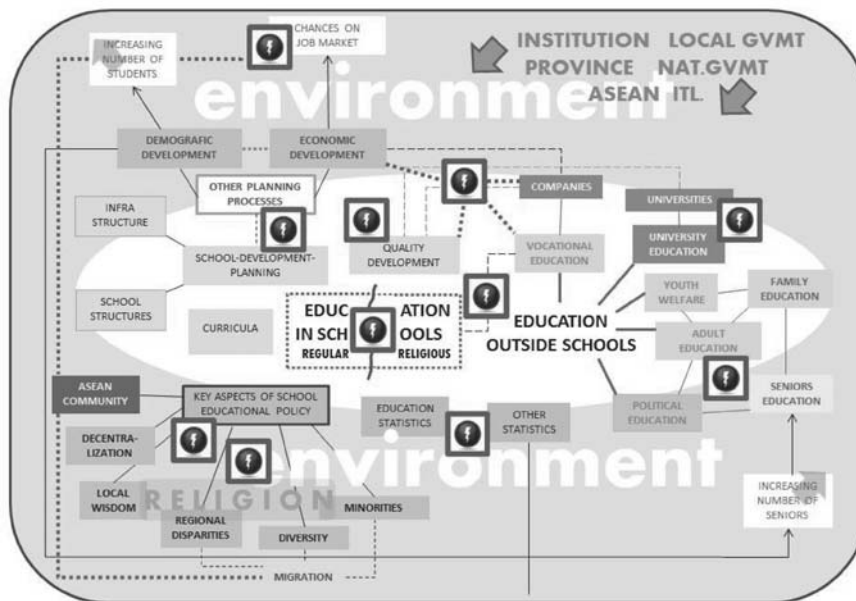 INCREASING
NUMBER OF
STUDENTS
CHANCES ON
JOB MARKET
INSTITUTION LOCAL GVMT
PROVINCE NAT.GVMT
ASEAN ITL.
environment
DEMOGRAFIC
DEVELOPMENT
ECONOMIC
DEVELOPMENT
OTHER PLANNING
PROCESSES
COMPANIES
UNIVERSITIES
INFRA
STRUCTURE
SCHOOL-DEVELOPMENT-
PLANNING
QUALITY
DEVELOPMENT
VOCATIONAL
EDUCATION
UNIVERSITY
EDUCATION
SCHOOL
STRUCTURES
CURRICULA
EDUC ATION
IN SCH OOLS
REGULAR RELIGIOUS
EDUCATION
OUTSIDE SCHOOLS
YOUTH
WELFARE
FAMILY
EDUCATION
ADULT
EDUCATION
ASEAN
COMMUNITY
KEY ASPECTS OF SCHOOL
EDUCATIONAL POLICY
EDUCATION
STATISTICS
OTHER
STATISTICS
POLITICAL
EDUCATION
SENIORS
EDUCATION
DECENTRA-
LIZATION
environment
LOCAL
WISDOM
RELIGION
REGIONAL
DISPARITIES
DIVERSITY
MINORITIES
INCREASING
NUMBER OF
SENIORS
MIGRATION